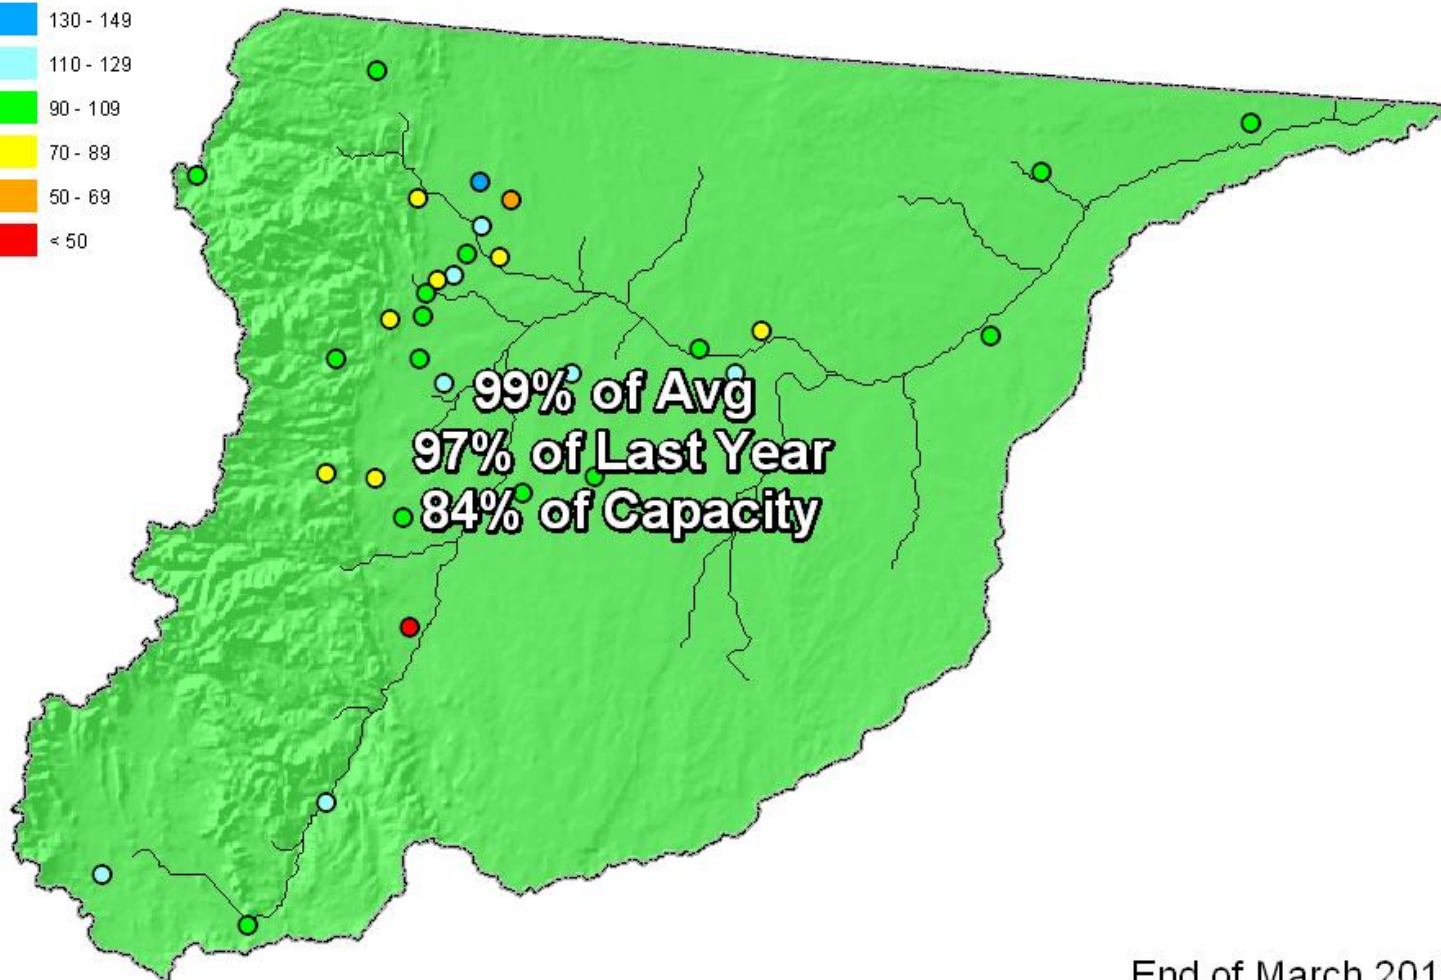 130 - 149
110 - 129
90 - 109
70 - 89
50 - 69
< 50
99% of Avg
97% of Last Year
84% of Capacity
End of March 201